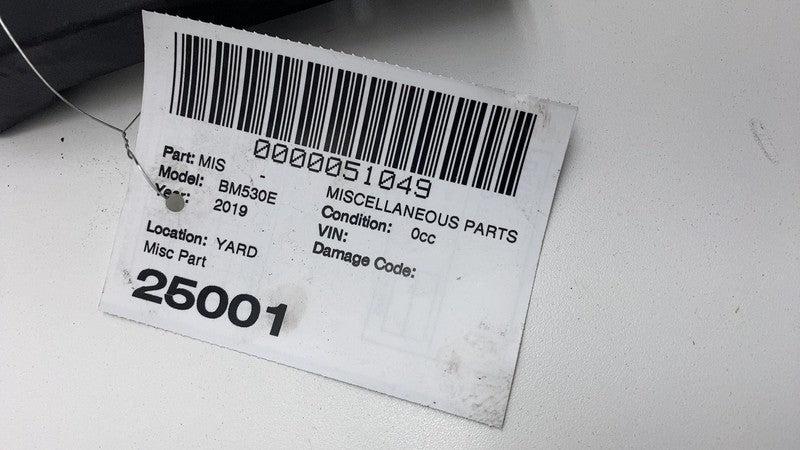 0000051049
Part: MIS -
MISCELLANEOUS PARTS
Model: BM530E
Condition: 0cc
Year: 2019
VIN:
Location: YARD
Damage Code:
Misc Part
25001